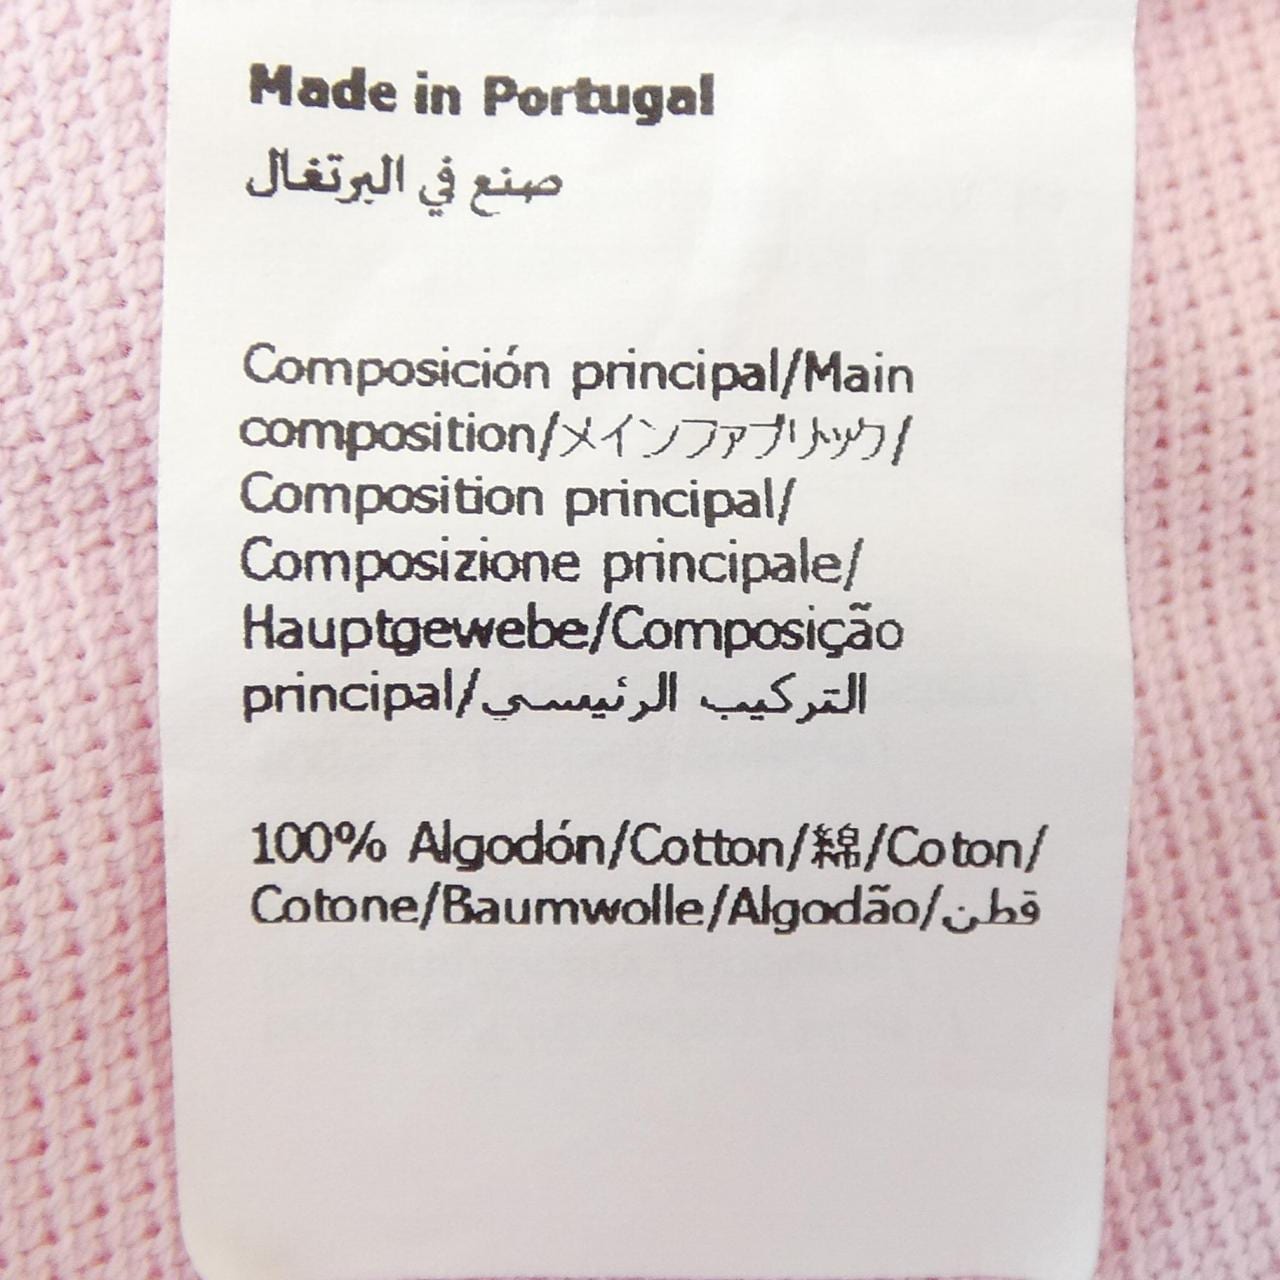 Made in Portugal
صنع في البرتغال
Composición principal/Main
composition/メインファブリック/
Composition principal/
Composizione principale/
Hauptgewebe/Composição
principal/التركيب الرئيسي
100% Algodón/Cotton/綿/Coton/
Cotone/Baumwolle/Algodão/قطن